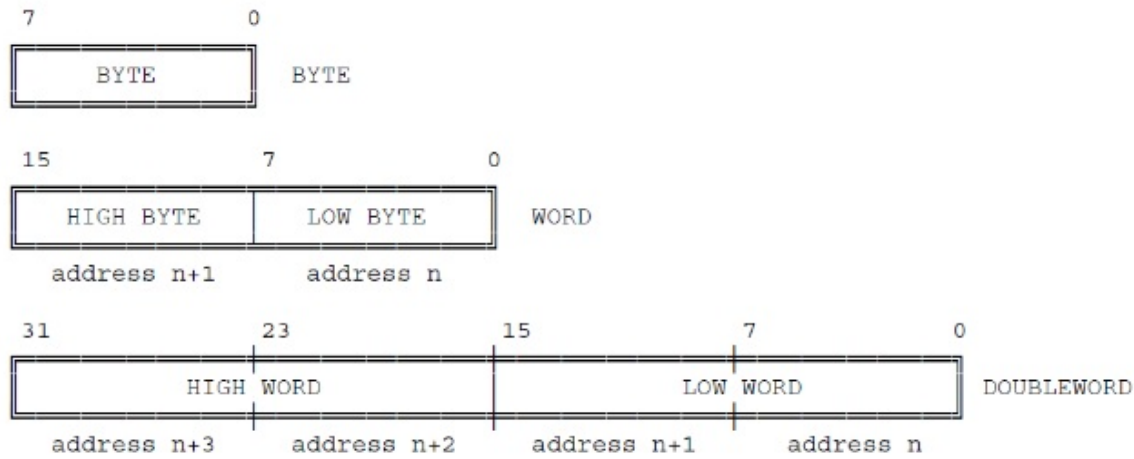 7 0
BYTE BYTE
15 7 0
HIGH BYTE LOW BYTE WORD
address n+1 address n
31 23 15 7 0
HIGH WORD LOW WORD DOUBLEWORD
address n+3 address n+2 address n+1 address n